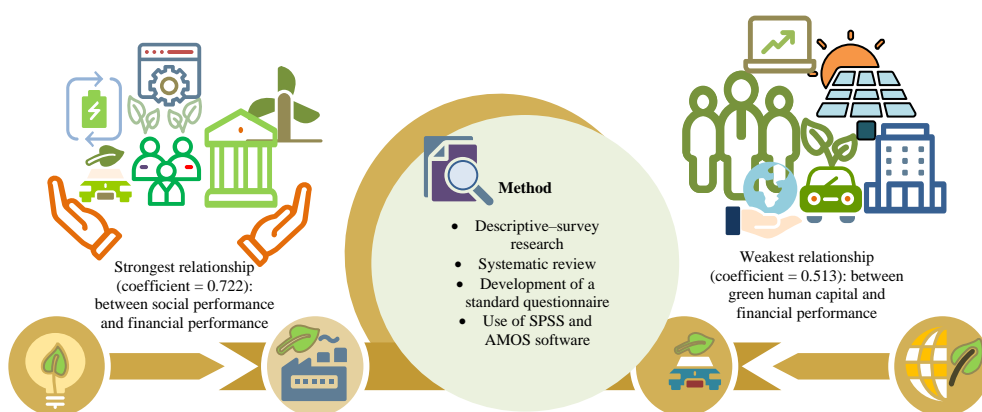 Strongest relationship
(coefficient = 0.722):
between social performance
and financial performance
Method
• Descriptive–survey
research
• Systematic review
• Development of a
standard questionnaire
• Use of SPSS and
AMOS software
Weakest relationship
(coefficient = 0.513): between
green human capital and
financial performance